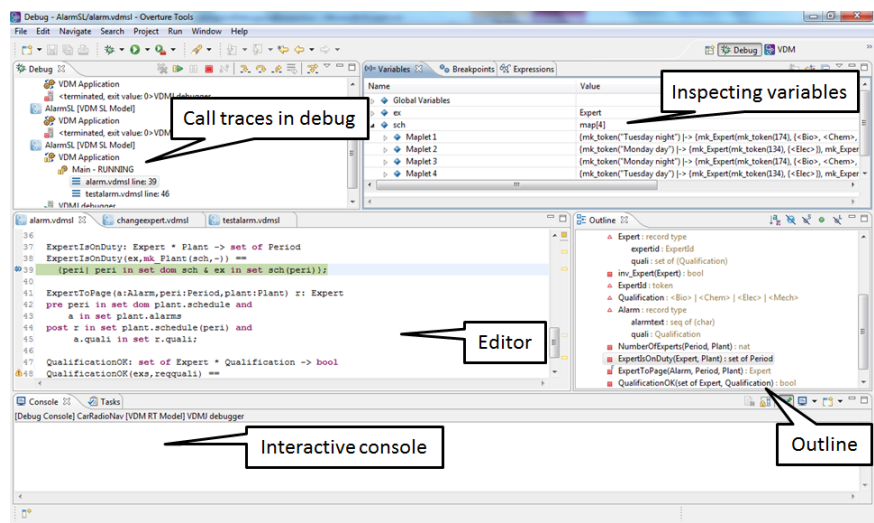 Debug - AlarmSL/alarm.vdmsl - Overture Tools
File Edit Navigate Search Project Run Window Help
Debug VDM
Debug
VDM Application
<terminated, exit value: 0>VDMJ debugger
AlarmSL [VDM SL Model]
VDM Application
<terminated, exit value: 0>VDM
AlarmSL [VDM SL Model]
VDM Application
Main - RUNNING
alarm.vdmsl line: 39
testalarm.vdmsl line: 46
VDMJ debugger
Call traces in debug
Variables Breakpoints Expressions
Name Value
Global Variables
ex Expert
sch map[4]
Maplet 1 {mk_token("Tuesday night") |-> {mk_Expert(mk_token(174), {<Bio>, <Chem>,
Maplet 2 {mk_token("Monday day") |-> {mk_Expert(mk_token(134), {<Elec>}), mk_Exper
Maplet 3 {mk_token("Monday night") |-> {mk_Expert(mk_token(174), {<Bio>, <Chem>,
Maplet 4 {mk_token("Tuesday day") |-> {mk_Expert(mk_token(134), {<Elec>}), mk_Exper
Inspecting variables
alarm.vdmsl changeexpert.vdmsl testalarm.vdmsl
36
37 ExpertIsOnDuty: Expert * Plant -> set of Period
38 ExpertIsOnDuty(ex,mk_Plant(sch,-)) ==
39 {peri| peri in set dom sch & ex in set sch(peri)};
40
41 ExpertToPage(a:Alarm,peri:Period,plant:Plant) r: Expert
42 pre peri in set dom plant.schedule and
43 a in set plant.alarms
44 post r in set plant.schedule(peri) and
45 a.quali in set r.quali;
46
47 QualificationOK: set of Expert * Qualification -> bool
48 QualificationOK(exs,reqquali) ==
Editor
Outline
Expert : record type
expertid : ExpertId
quali : set of (Qualification)
inv_Expert(Expert) : bool
ExpertId : token
Qualification : <Bio> | <Chem> | <Elec> | <Mech>
Alarm : record type
alarmtext : seq of (char)
quali : Qualification
NumberOfExperts(Period, Plant) : nat
ExpertIsOnDuty(Expert, Plant) : set of Period
ExpertToPage(Alarm, Period, Plant) : Expert
QualificationOK(set of Expert, Qualification) : bool
Outline
Console Tasks
[Debug Console] CarRadioNav [VDM RT Model] VDMJ debugger
Interactive console